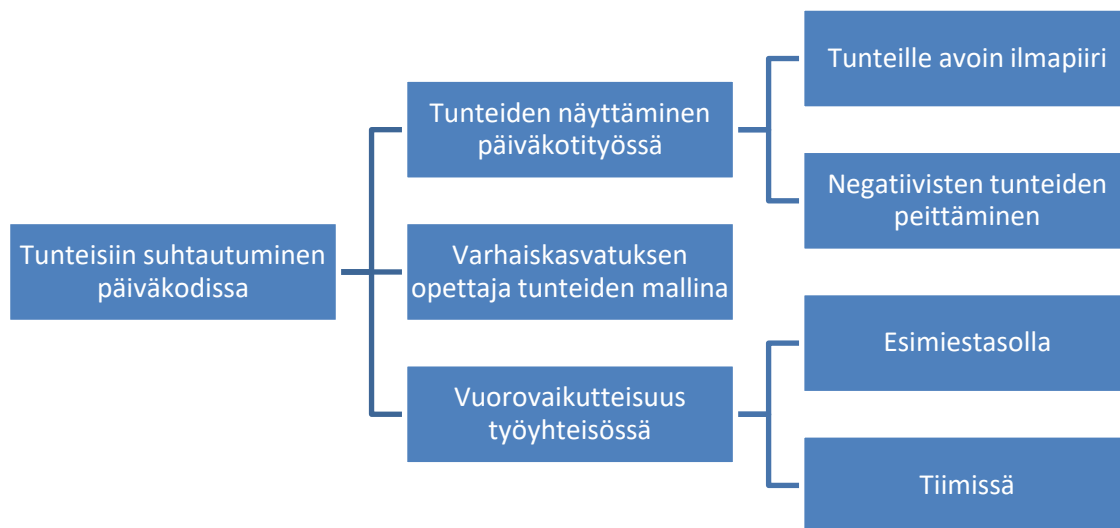 Tunteisiin suhtautuminen
päiväkodissa
Tunteiden näyttäminen
päiväkotityössä
Tunteille avoin ilmapiiri
Negatiivisten tunteiden
peittäminen
Varhaiskasvatuksen
opettaja tunteiden mallina
Vuorovaikutteisuus
työyhteisössä
Esimiestasolla
Tiimissä